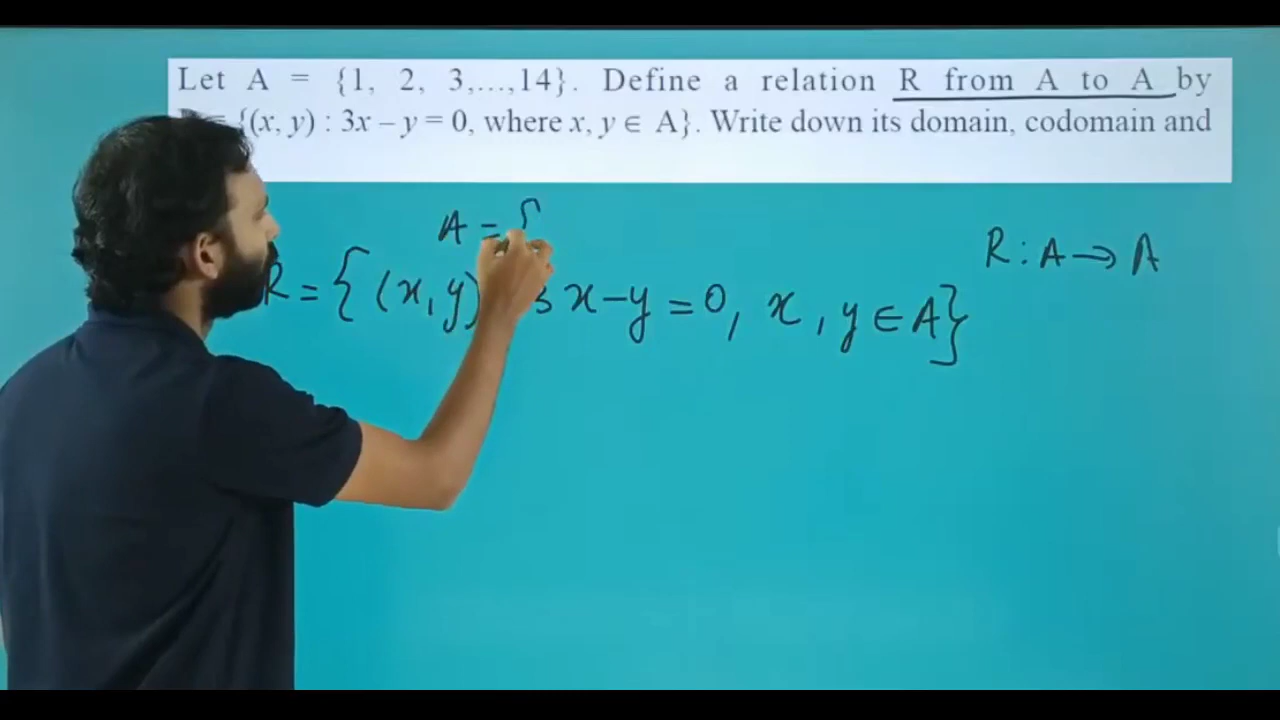 Let A = {1, 2, 3,...,14}. Define a relation R from A to A by
{(x, y) : 3x – y = 0, where x, y ∈ A}. Write down its domain, codomain and
A = {
R : A → A
R = { (x, y) 3x – y = 0, x, y ∈ A}